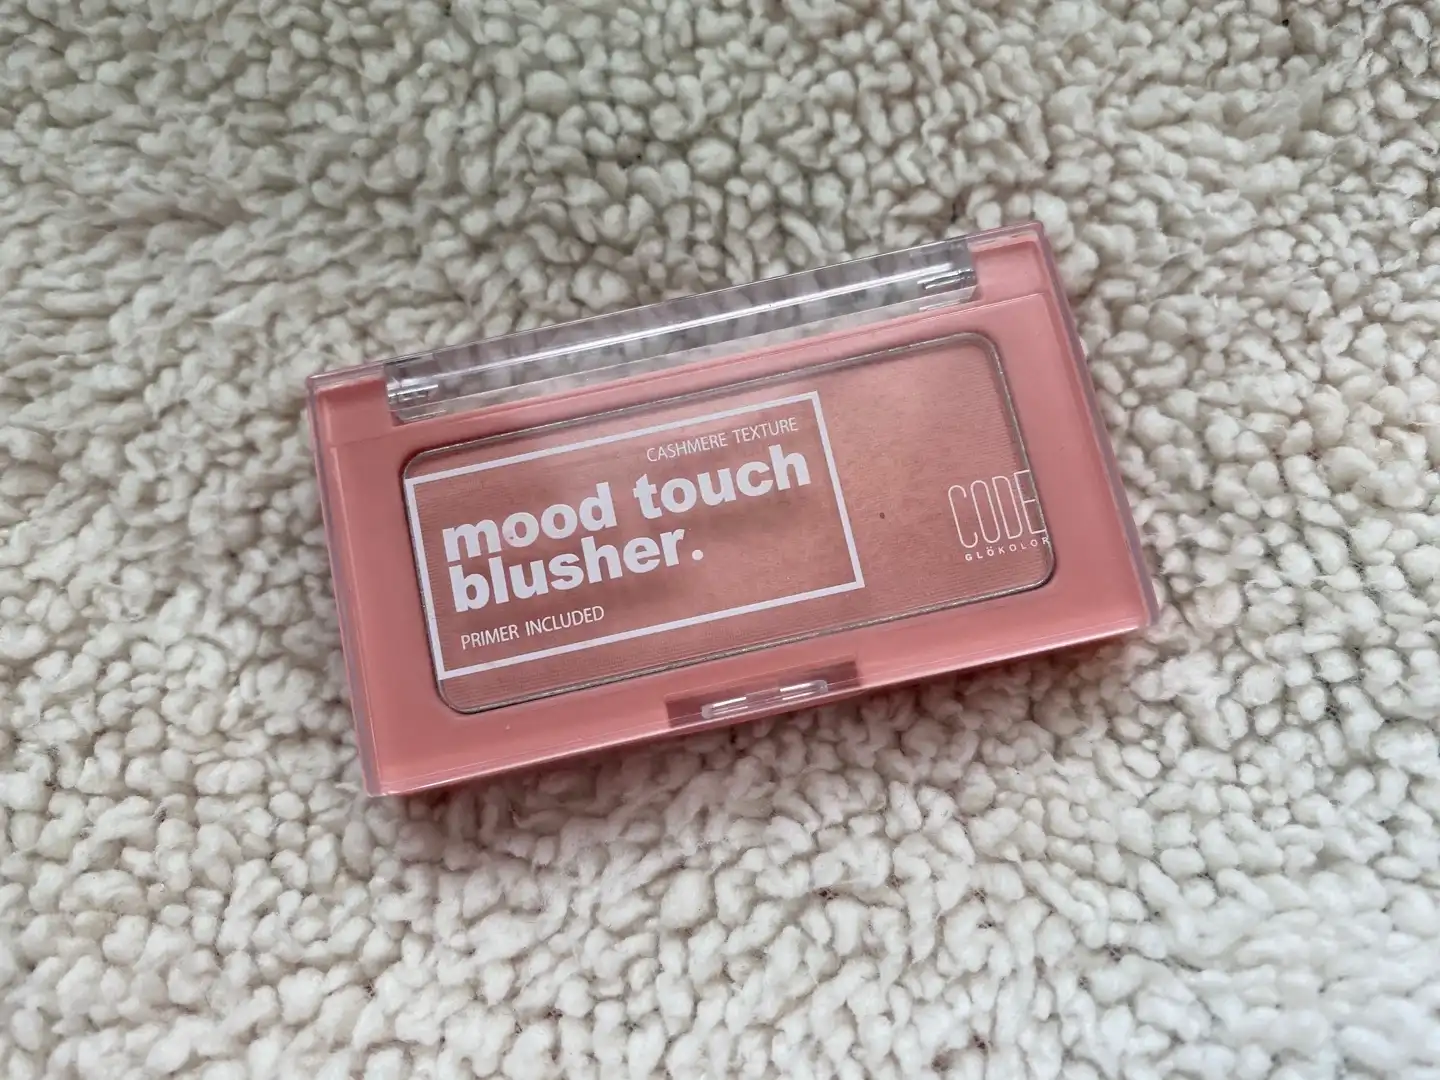 CASHMERE TEXTURE
mood touch
blusher.
PRIMER INCLUDED
CODE
GLÖKOLOR